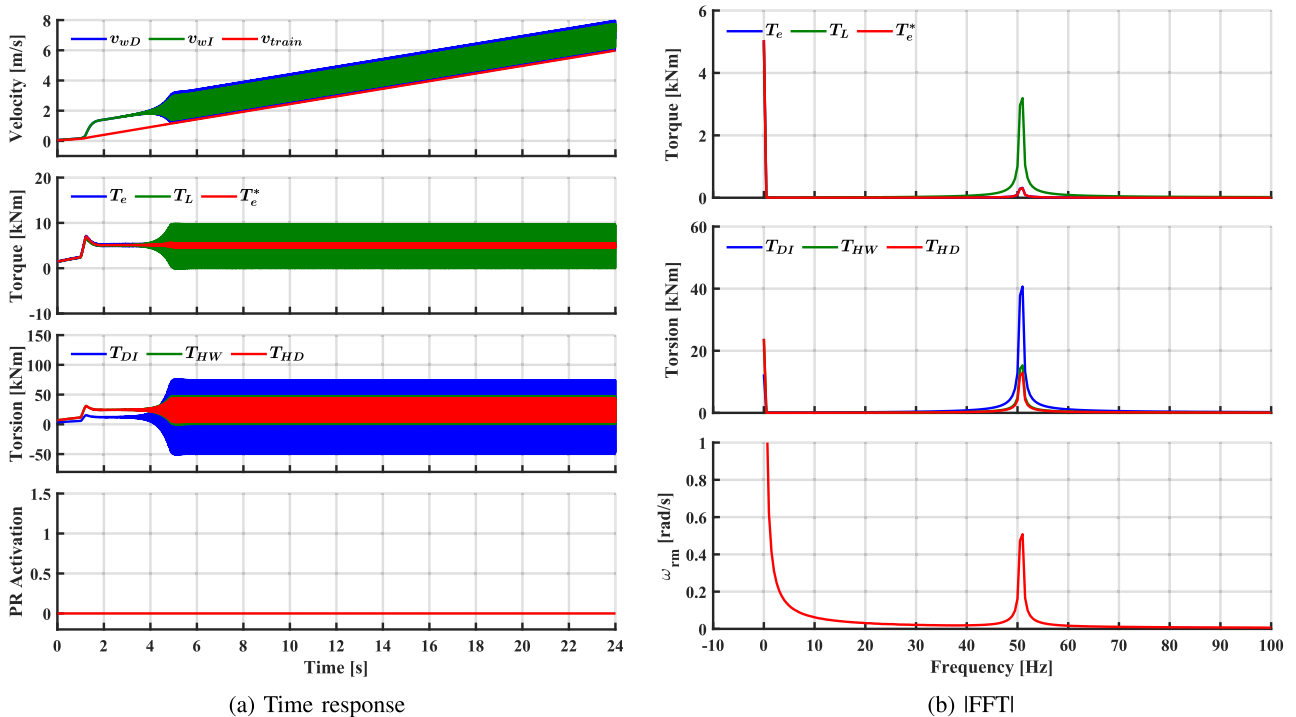 8
6
4
2
0
Velocity [m/s]
v_wD v_wI v_train
20
10
0
-10
Torque [kNm]
T_e T_L T_e^*
150
100
50
0
-50
Torsion [kNm]
T_DI T_HW T_HD
1.5
1
0.5
0
PR Activation
0 2 4 6 8 10 12 14 16 18 20 22 24
Time [s]
(a) Time response
6
4
2
0
Torque [kNm]
T_e T_L T_e^*
60
40
20
0
Torsion [kNm]
T_DI T_HW T_HD
1
0.8
0.6
0.4
0.2
0
ω_rm [rad/s]
-10 0 10 20 30 40 50 60 70 80 90 100
Frequency [Hz]
(b) |FFT|